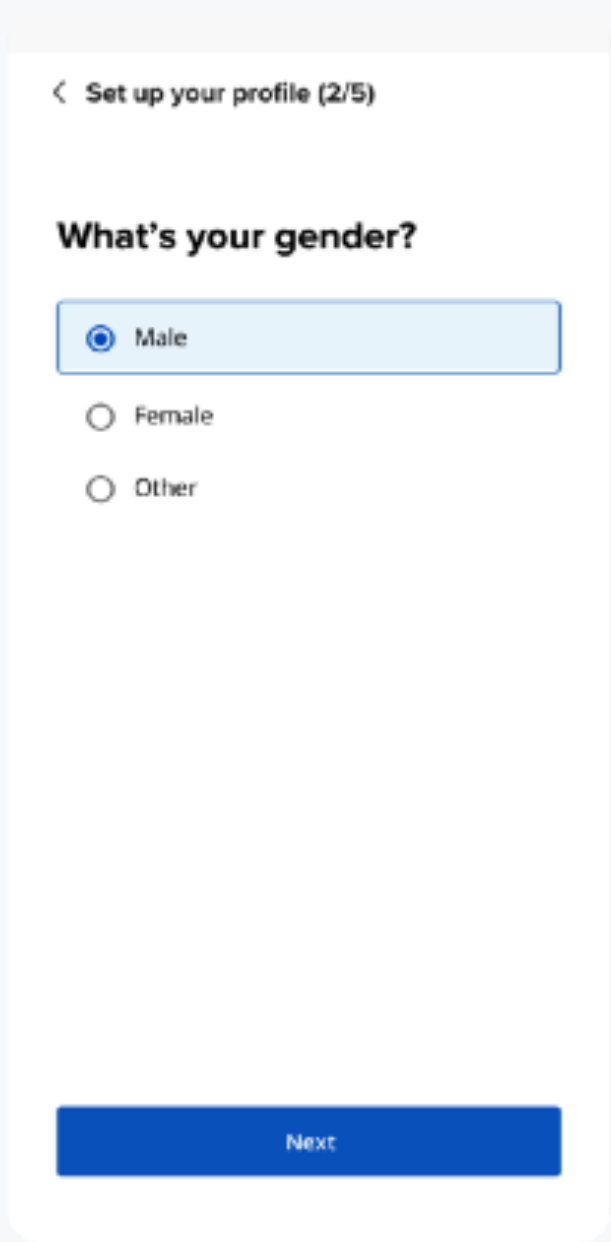 Set up your profile (2/5)
What's your gender?
Male
Female
Other
Next